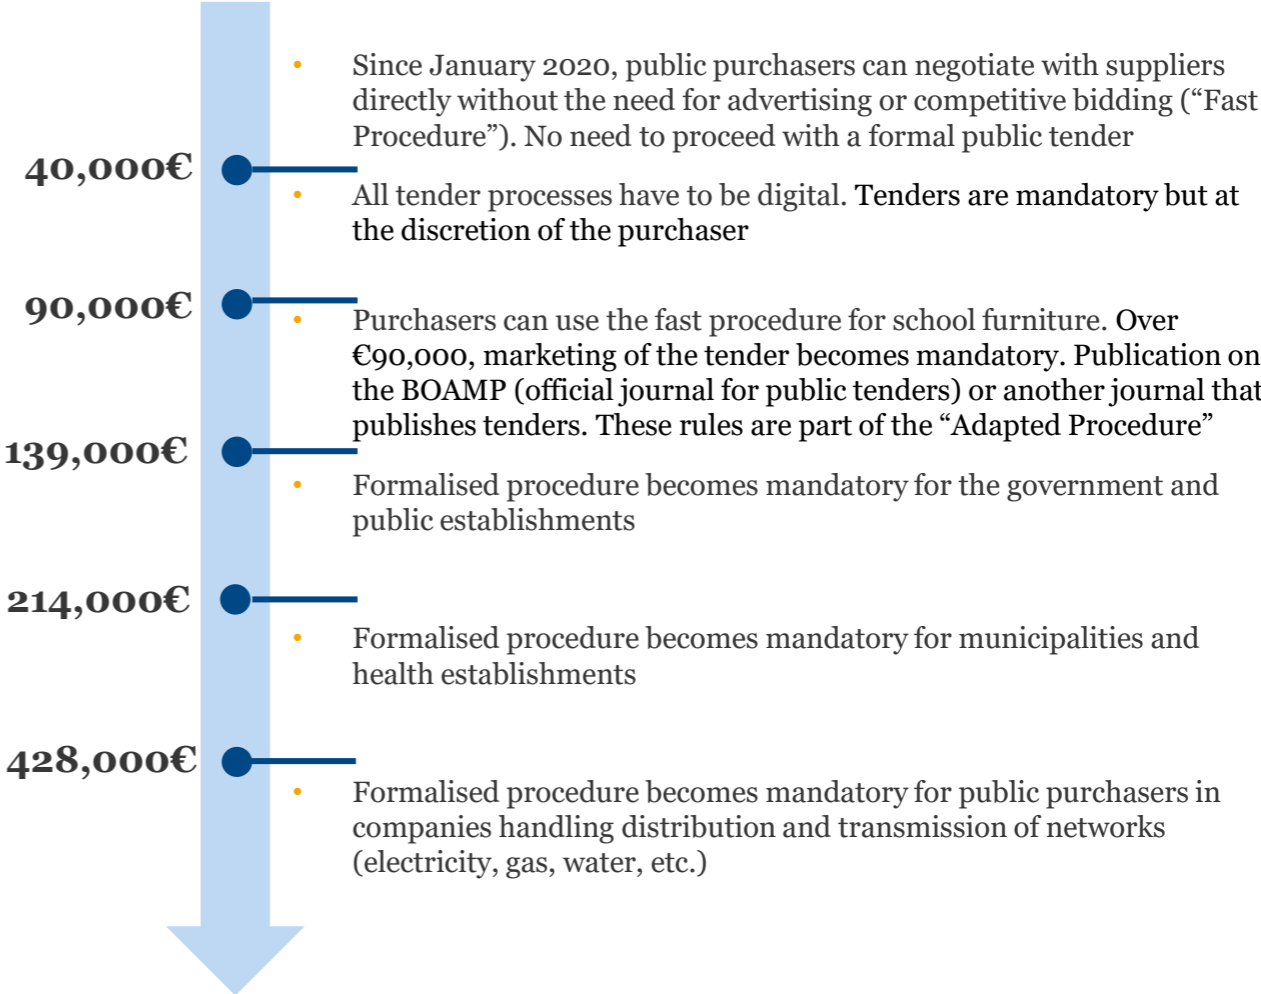 • Since January 2020, public purchasers can negotiate with suppliers
directly without the need for advertising or competitive bidding (“Fast
Procedure”). No need to proceed with a formal public tender
40,000€
• All tender processes have to be digital. Tenders are mandatory but at
the discretion of the purchaser
90,000€
• Purchasers can use the fast procedure for school furniture. Over
€90,000, marketing of the tender becomes mandatory. Publication on
the BOAMP (official journal for public tenders) or another journal that
publishes tenders. These rules are part of the “Adapted Procedure”
139,000€
• Formalised procedure becomes mandatory for the government and
public establishments
214,000€
• Formalised procedure becomes mandatory for municipalities and
health establishments
428,000€
• Formalised procedure becomes mandatory for public purchasers in
companies handling distribution and transmission of networks
(electricity, gas, water, etc.)